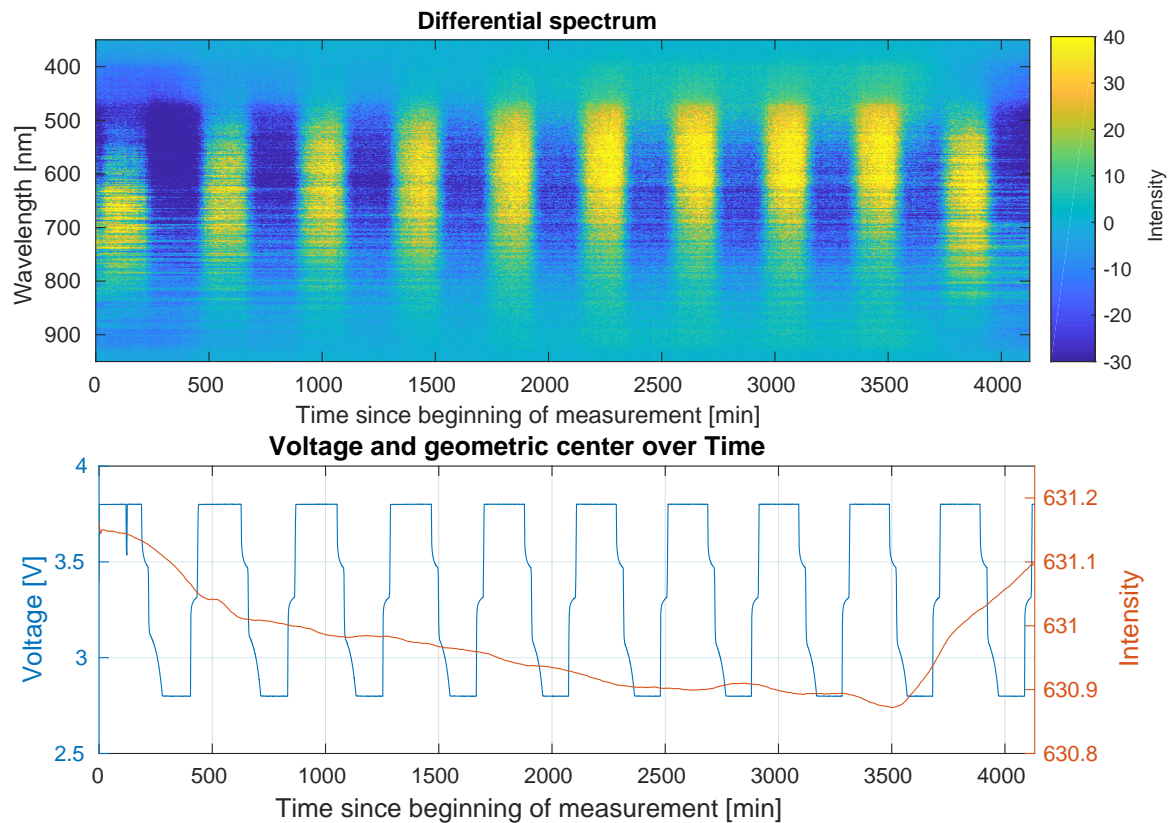 Differential spectrum
Wavelength [nm]
400
500
600
700
800
900
0 500 1000 1500 2000 2500 3000 3500 4000
Time since beginning of measurement [min]
40
30
20
10
0
-10
-20
-30
Intensity
Voltage and geometric center over Time
Voltage [V]
4
3.5
3
2.5
0 500 1000 1500 2000 2500 3000 3500 4000
Time since beginning of measurement [min]
631.2
631.1
631
630.9
630.8
Intensity